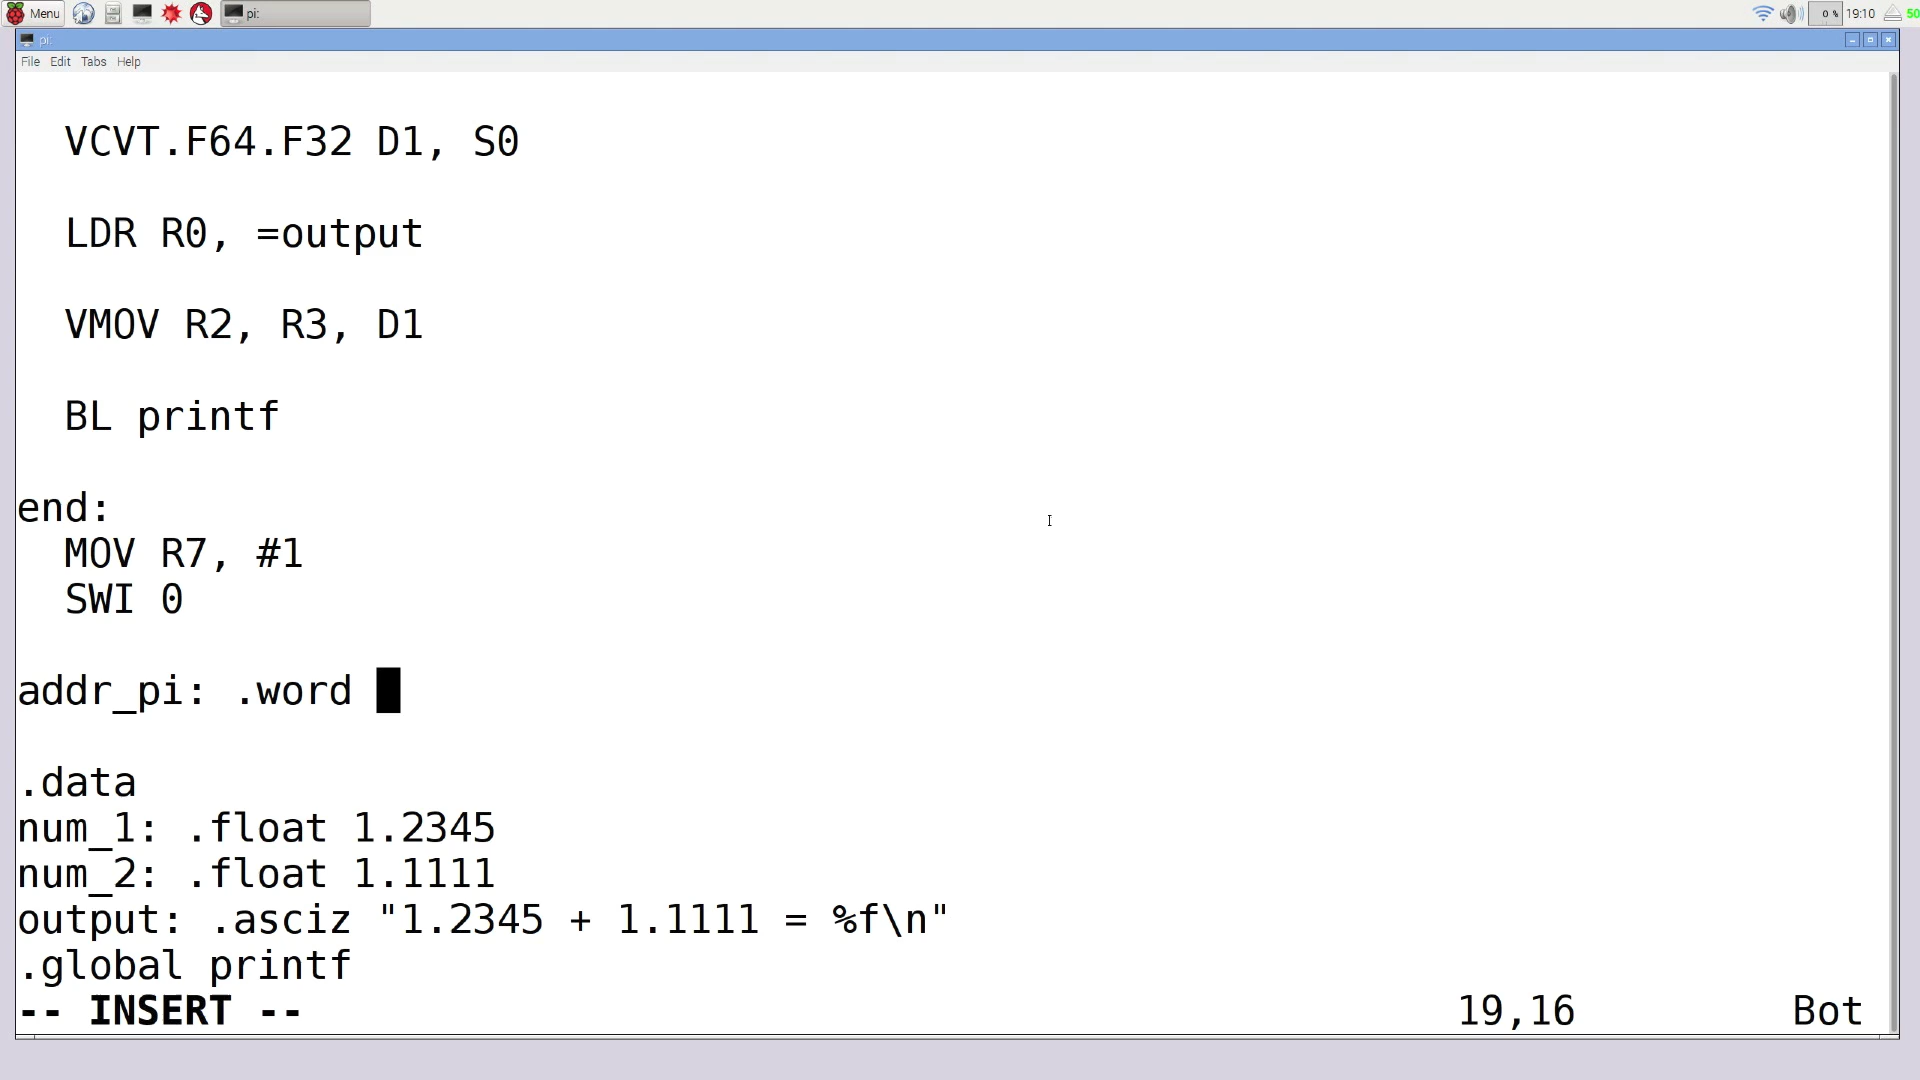 Menu pi: 0 % 19:10 50
pi:
File Edit Tabs Help
VCVT.F64.F32 D1, S0
LDR R0, =output
VMOV R2, R3, D1
BL printf
end:
MOV R7, #1
SWI 0
addr_pi: .word
.data
num_1: .float 1.2345
num_2: .float 1.1111
output: .asciz "1.2345 + 1.1111 = %f\n"
.global printf
-- INSERT -- 19,16 Bot